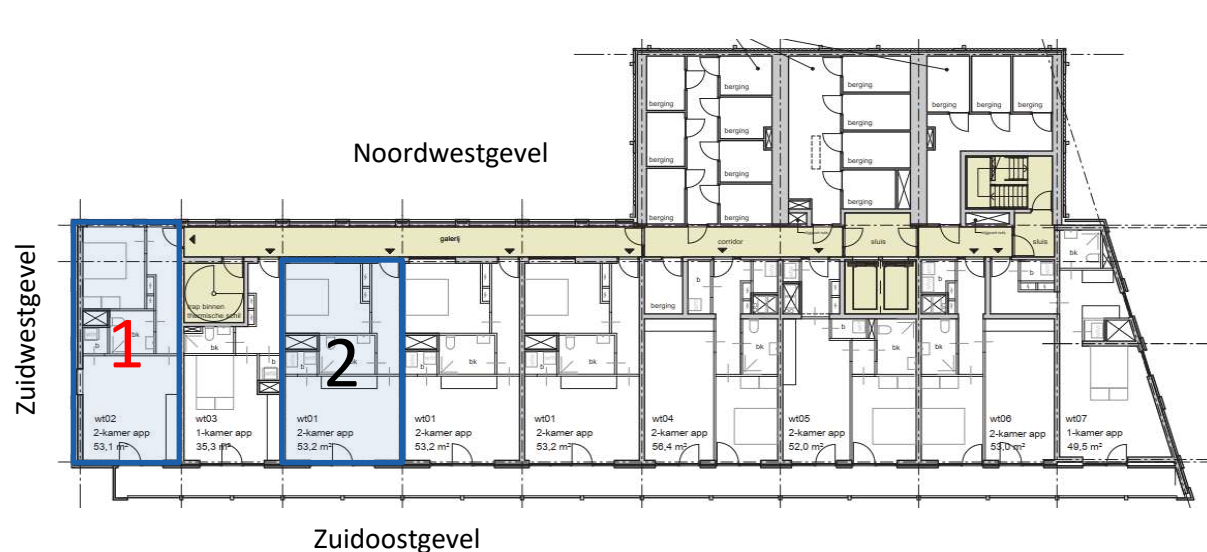 berging
berging
berging
berging
berging
berging
berging
berging
berging
berging
berging
berging
berging
berging
Noordwestgevel
Zuidwestgevel
galerij
corridor
sluis
sluis
trap binnen
thermische schil
berging
b
b
b
b
b
b
b
b
b
bk
bk
bk
bk
bk
bk
bk
bk
bk
bk
1
2
wt02
2-kamer app
53,1 m²
wt03
1-kamer app
35,3 m²
wt01
2-kamer app
53,2 m²
wt01
2-kamer app
53,2 m²
wt01
2-kamer app
53,2 m²
wt04
2-kamer app
56,4 m²
wt05
2-kamer app
52,0 m²
wt06
2-kamer app
53,0 m²
wt07
1-kamer app
49,5 m²
Zuidoostgevel